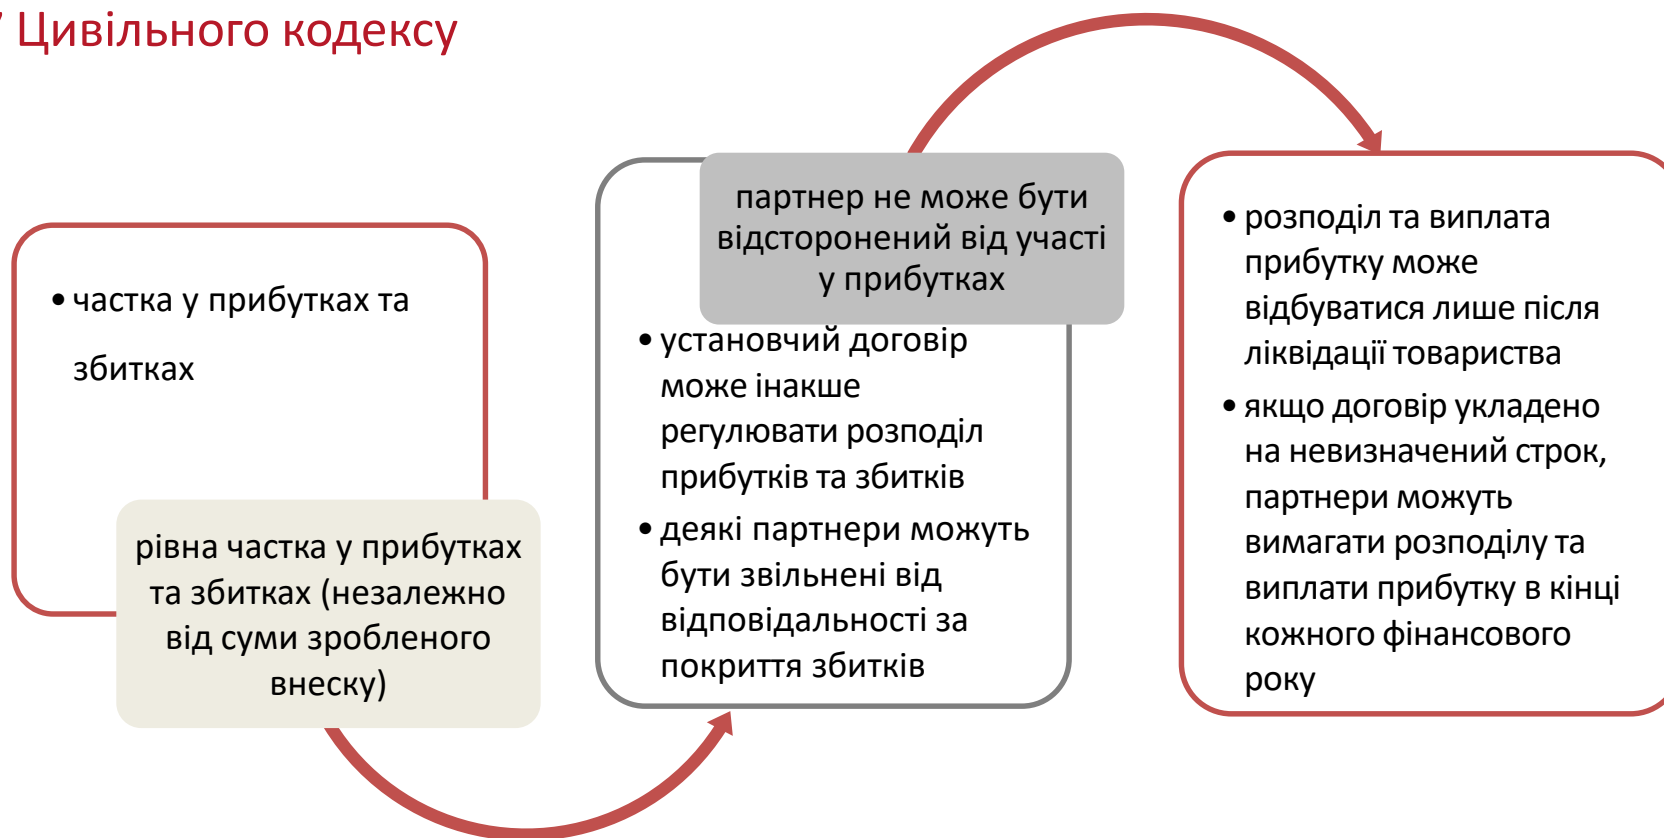 Цивільного кодексу
• частка у прибутках та
збитках
рівна частка у прибутках
та збитках (незалежно
від суми зробленого
внеску)
партнер не може бути
відсторонений від участі
у прибутках
• установчий договір
може інакше
регулювати розподіл
прибутків та збитків
• деякі партнери можуть
бути звільнені від
відповідальності за
покриття збитків
• розподіл та виплата
прибутку може
відбуватися лише після
ліквідації товариства
• якщо договір укладено
на невизначений строк,
партнери можуть
вимагати розподілу та
виплати прибутку в кінці
кожного фінансового
року